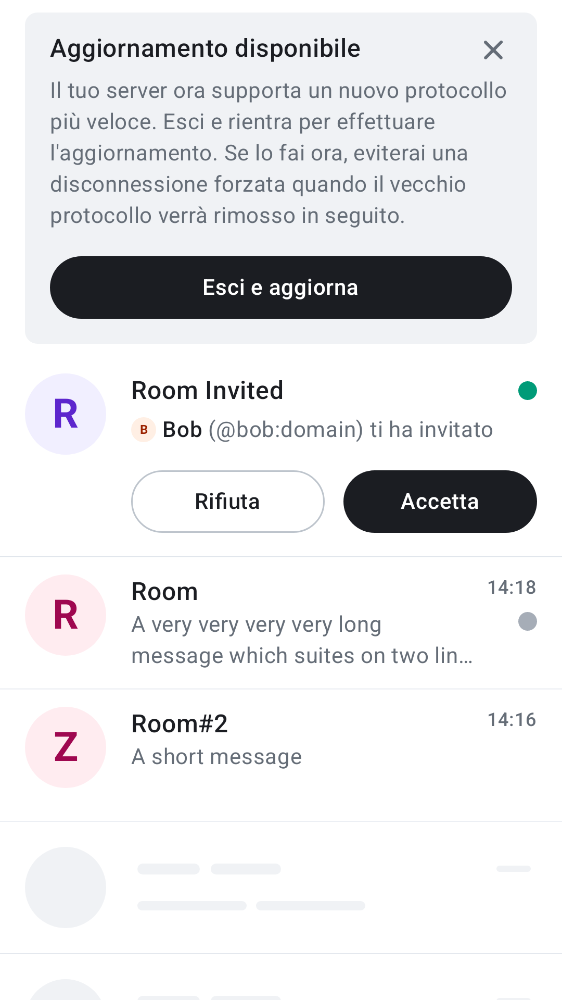 Aggiornamento disponibile
Il tuo server ora supporta un nuovo protocollo
più veloce. Esci e rientra per effettuare
l'aggiornamento. Se lo fai ora, eviterai una
disconnessione forzata quando il vecchio
protocollo verrà rimosso in seguito.
Esci e aggiorna
R
Room Invited
B Bob (@bob:domain) ti ha invitato
Rifiuta
Accetta
R
Room
14:18
A very very very very long
message which suites on two lin…
Z
Room#2
14:16
A short message